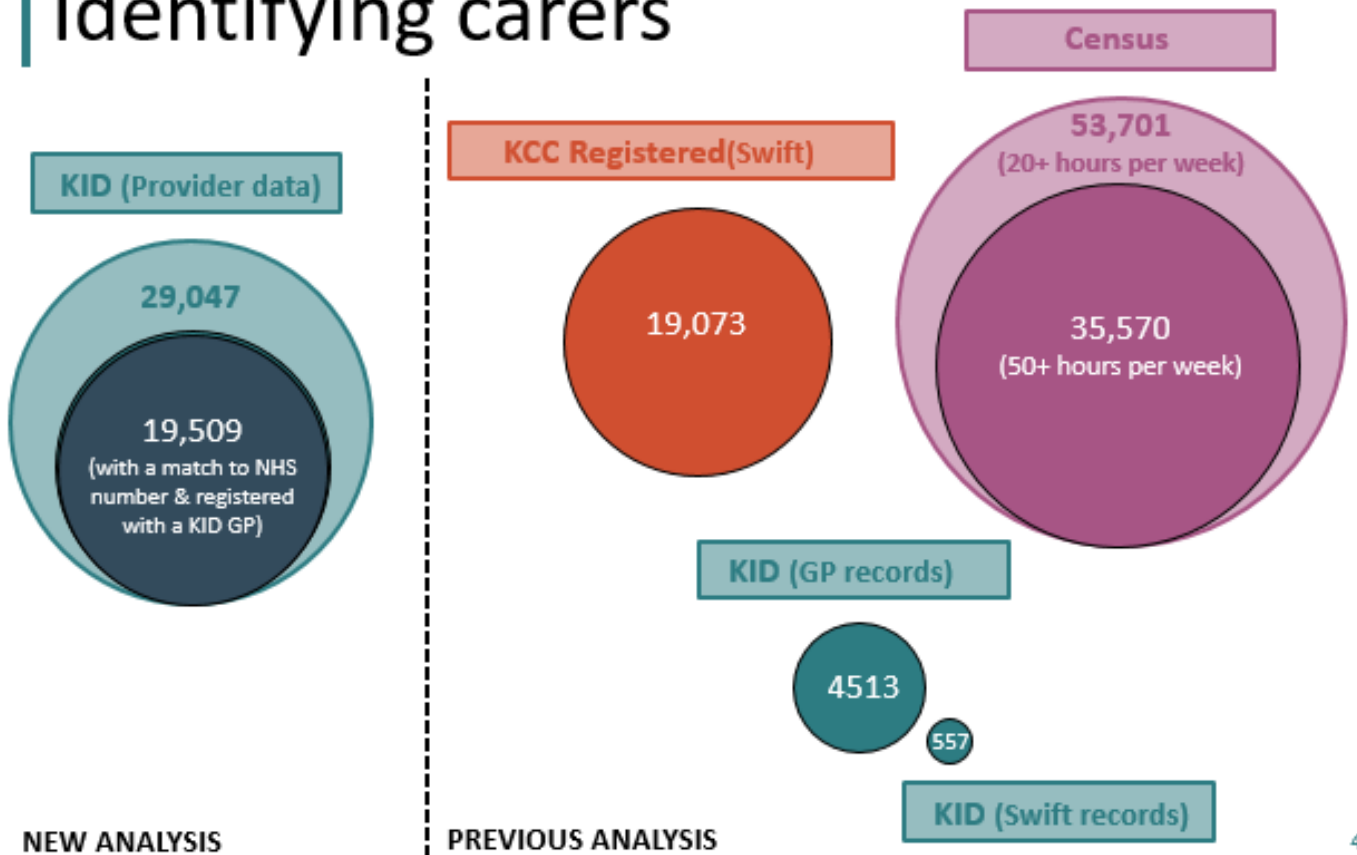 Identifying carers
Census
KCC Registered(Swift)
53,701
(20+ hours per week)
KID (Provider data)
29,047
19,073
35,570
(50+ hours per week)
19,509
(with a match to NHS
number & registered
with a KID GP)
KID (GP records)
4513
557
KID (Swift records)
NEW ANALYSIS
PREVIOUS ANALYSIS